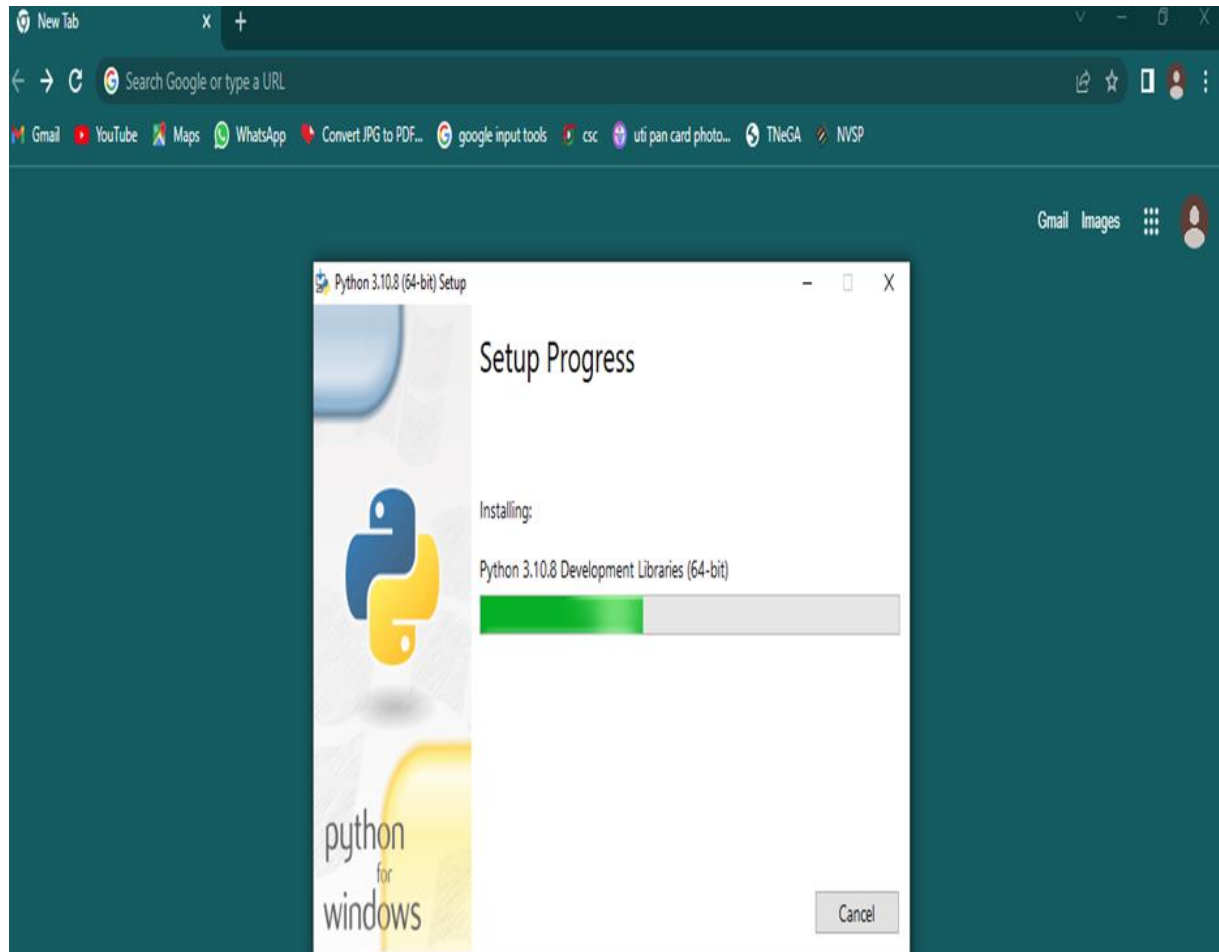 New Tab
Search Google or type a URL
Gmail YouTube Maps WhatsApp Convert JPG to PDF... google input tools csc uti pan card photo... TNeGA NVSP
Gmail Images
Python 3.10.8 (64-bit) Setup
Setup Progress
Installing:
Python 3.10.8 Development Libraries (64-bit)
python
for
windows
Cancel